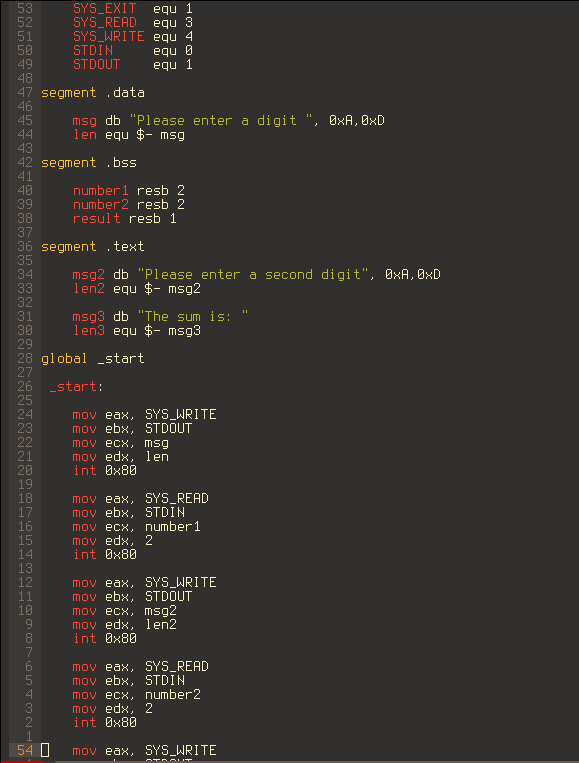 53 SYS_EXIT equ 1
52 SYS_READ equ 3
51 SYS_WRITE equ 4
50 STDIN equ 0
49 STDOUT equ 1
48
47 segment .data
46
45 msg db "Please enter a digit ", 0xA,0xD
44 len equ $- msg
43
42 segment .bss
41
40 number1 resb 2
39 number2 resb 2
38 result resb 1
37
36 segment .text
35
34 msg2 db "Please enter a second digit", 0xA,0xD
33 len2 equ $- msg2
32
31 msg3 db "The sum is: "
30 len3 equ $- msg3
29
28 global _start
27
26 _start:
25
24 mov eax, SYS_WRITE
23 mov ebx, STDOUT
22 mov ecx, msg
21 mov edx, len
20 int 0x80
19
18 mov eax, SYS_READ
17 mov ebx, STDIN
16 mov ecx, number1
15 mov edx, 2
14 int 0x80
13
12 mov eax, SYS_WRITE
11 mov ebx, STDOUT
10 mov ecx, msg2
9 mov edx, len2
8 int 0x80
7
6 mov eax, SYS_READ
5 mov ebx, STDIN
4 mov ecx, number2
3 mov edx, 2
2 int 0x80
1
54 mov eax, SYS_WRITE